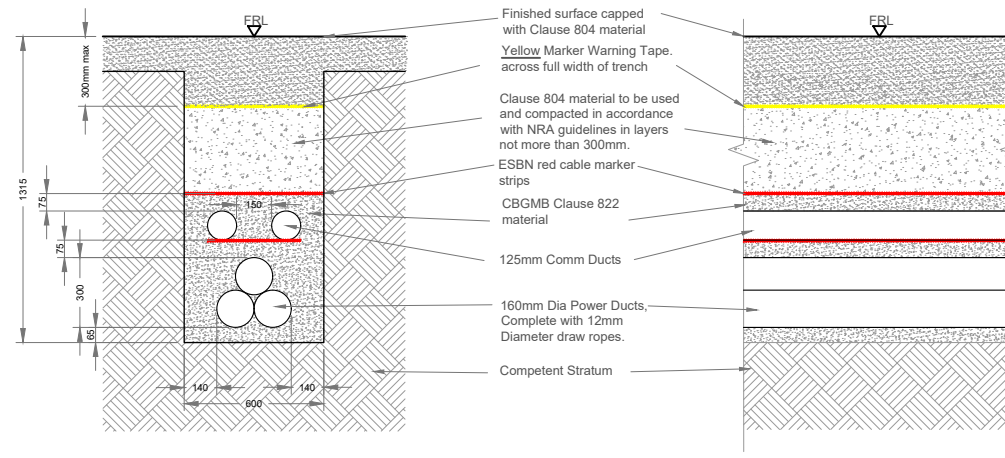 FRL
Finished surface capped
with Clause 804 material
FRL
Yellow Marker Warning Tape.
across full width of trench
300mm max
Clause 804 material to be used
and compacted in accordance
with NRA guidelines in layers
not more than 300mm.
ESBN red cable marker
strips
1315
75
150
CBGMB Clause 822
material
75
125mm Comm Ducts
300
160mm Dia Power Ducts,
Complete with 12mm
Diameter draw ropes.
65
Competent Stratum
140
140
600